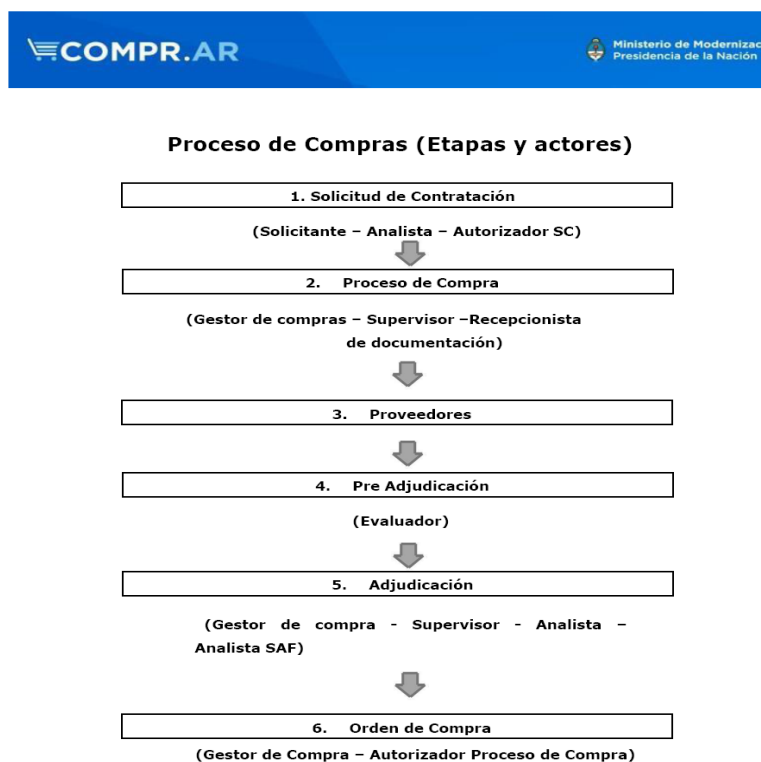 COMPR.AR
Ministerio de Modernizac
Presidencia de la Nación
Proceso de Compras (Etapas y actores)
1. Solicitud de Contratación
(Solicitante – Analista – Autorizador SC)
2. Proceso de Compra
(Gestor de compras – Supervisor –Recepcionista
de documentación)
3. Proveedores
4. Pre Adjudicación
(Evaluador)
5. Adjudicación
(Gestor de compra - Supervisor - Analista –
Analista SAF)
6. Orden de Compra
(Gestor de Compra – Autorizador Proceso de Compra)